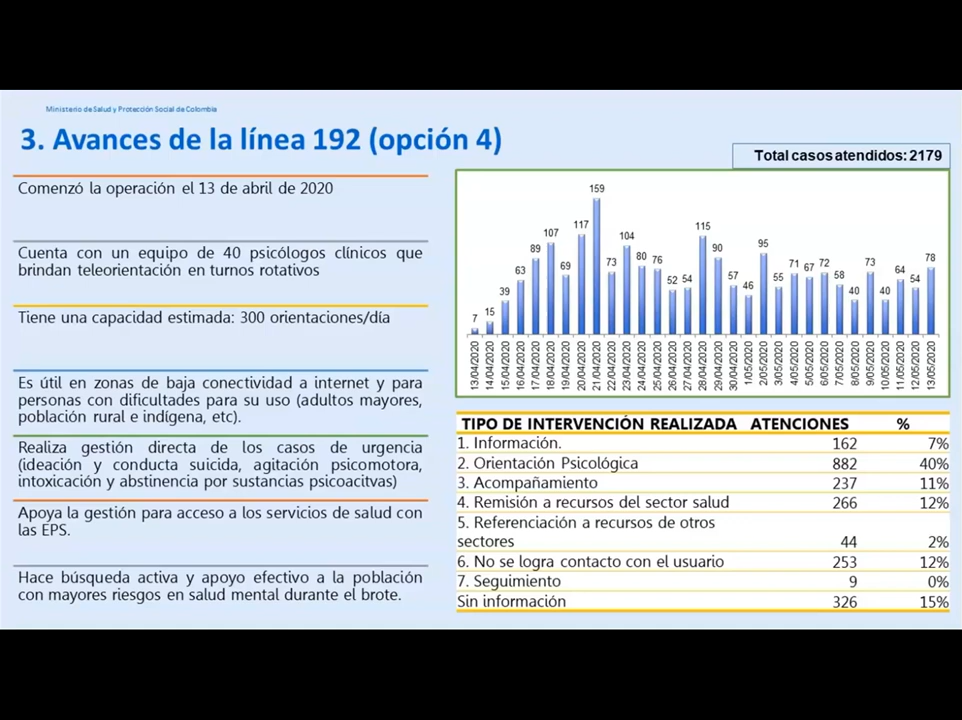 Ministerio de Salud y Protección Social de Colombia
3. Avances de la línea 192 (opción 4)
Comenzó la operación el 13 de abril de 2020
Cuenta con un equipo de 40 psicólogos clínicos que
brindan teleorientación en turnos rotativos
Tiene una capacidad estimada: 300 orientaciones/día
Es útil en zonas de baja conectividad a internet y para
personas con dificultades para su uso (adultos mayores,
población rural e indígena, etc).
Realiza gestión directa de los casos de urgencia
(ideación y conducta suicida, agitación psicomotora,
intoxicación y abstinencia por sustancias psicoacitvas)
Apoya la gestión para acceso a los servicios de salud con
las EPS.
Hace búsqueda activa y apoyo efectivo a la población
con mayores riesgos en salud mental durante el brote.
Total casos atendidos: 2179
7 15 39 63 89 107 69 117 159 73 104 80 76 52 54 115 90 57 46 95 55 71 67 72 58 40 73 40 64 54 78
13/04/2020 14/04/2020 15/04/2020 16/04/2020 17/04/2020 18/04/2020 19/04/2020 20/04/2020 21/04/2020 22/04/2020 23/04/2020 24/04/2020 25/04/2020 26/04/2020 27/04/2020 28/04/2020 29/04/2020 30/04/2020 1/05/2020 2/05/2020 3/05/2020 4/05/2020 5/05/2020 6/05/2020 7/05/2020 8/05/2020 9/05/2020 10/05/2020 11/05/2020 12/05/2020 13/05/2020
TIPO DE INTERVENCIÓN REALIZADA ATENCIONES %
1. Información. 162 7%
2. Orientación Psicológica 882 40%
3. Acompañamiento 237 11%
4. Remisión a recursos del sector salud 266 12%
5. Referenciación a recursos de otros
sectores 44 2%
6. No se logra contacto con el usuario 253 12%
7. Seguimiento 9 0%
Sin información 326 15%